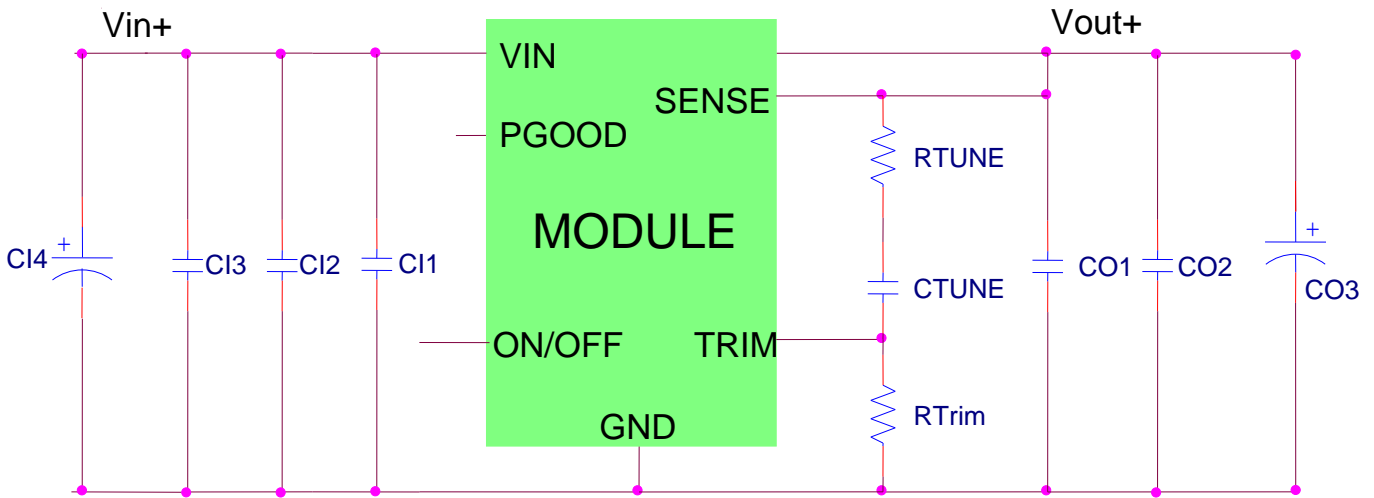 Vin+
Vout+
VIN
SENSE
PGOOD
RTUNE
MODULE
+
+
CI4
CI3
CI2
CI1
CTUNE
CO1
CO2
CO3
ON/OFF
TRIM
RTrim
GND